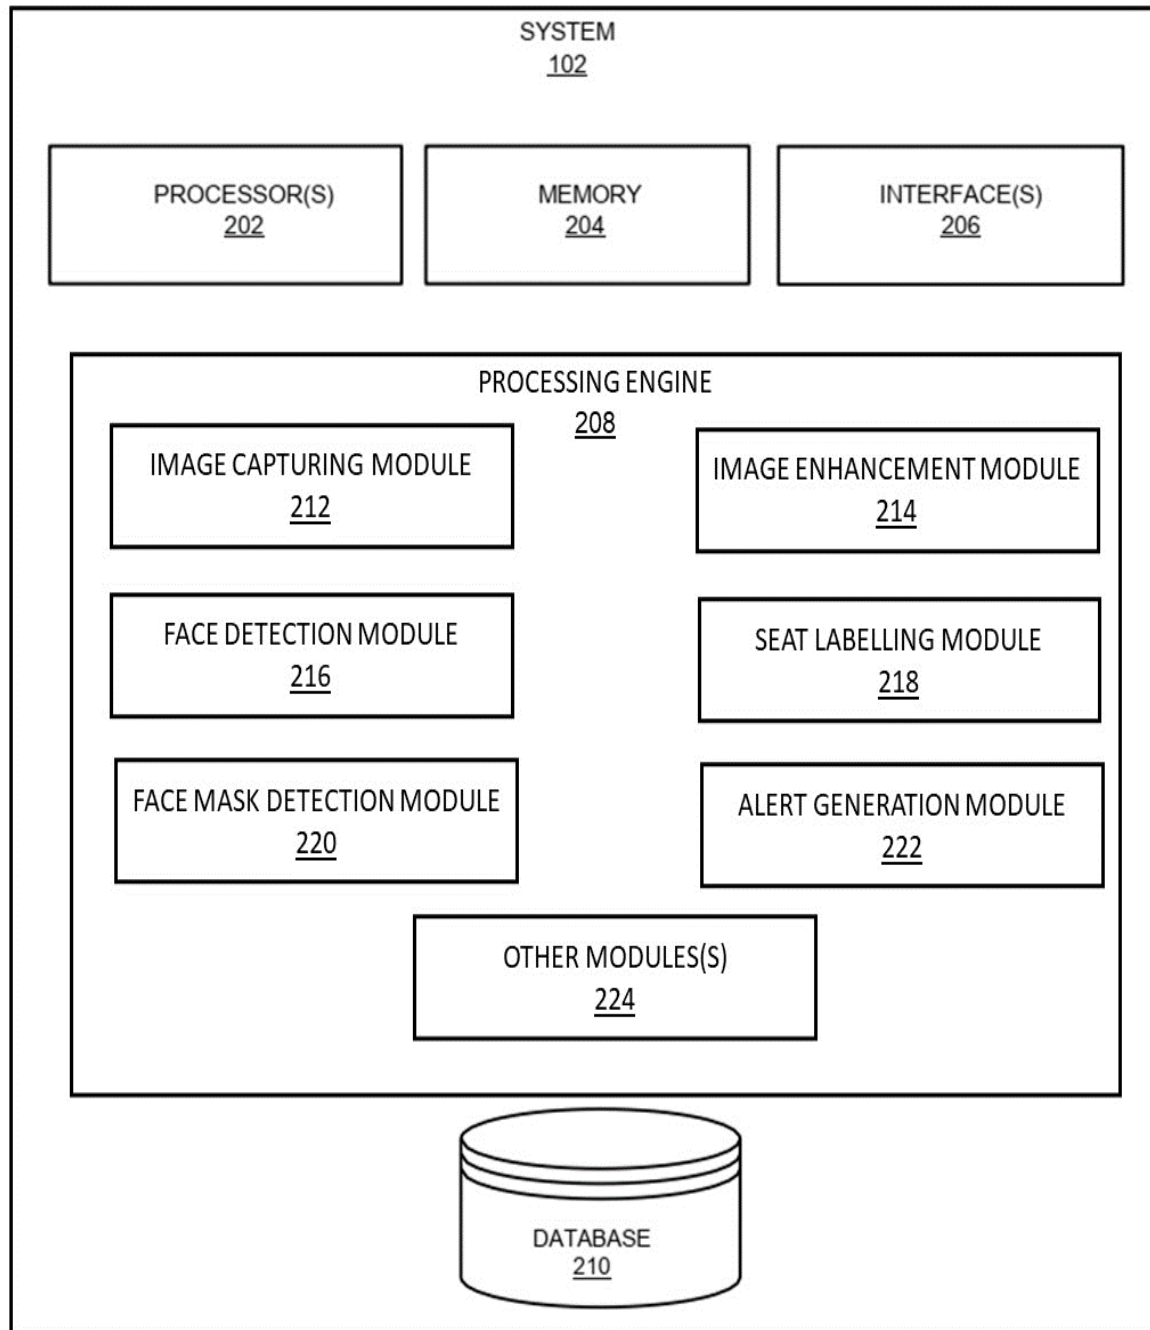 SYSTEM
102
PROCESSOR(S)
202
MEMORY
204
INTERFACE(S)
206
PROCESSING ENGINE
208
IMAGE CAPTURING MODULE
212
IMAGE ENHANCEMENT MODULE
214
FACE DETECTION MODULE
216
SEAT LABELLING MODULE
218
FACE MASK DETECTION MODULE
220
ALERT GENERATION MODULE
222
OTHER MODULES(S)
224
DATABASE
210